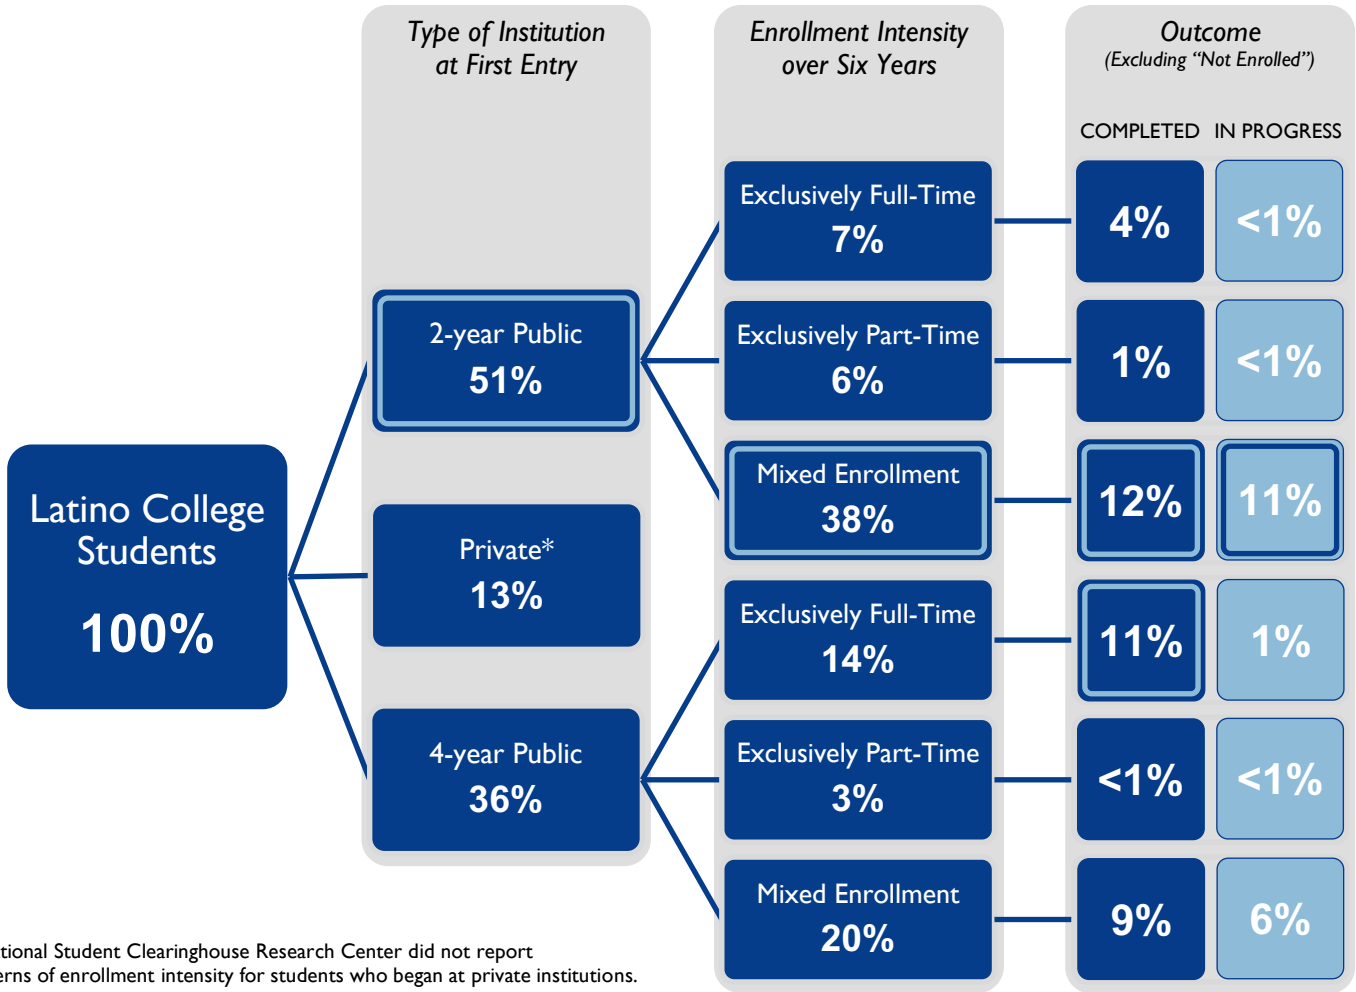 Type of Institution
at First Entry
Enrollment Intensity
over Six Years
Outcome
(Excluding “Not Enrolled”)
COMPLETED IN PROGRESS
Latino College
Students
100%
2-year Public
51%
Private*
13%
4-year Public
36%
Exclusively Full-Time
7%
4% <1%
Exclusively Part-Time
6%
1% <1%
Mixed Enrollment
38%
12% 11%
Exclusively Full-Time
14%
11% 1%
Exclusively Part-Time
3%
<1% <1%
Mixed Enrollment
20%
9% 6%
Student Clearinghouse Research Center did not report
of enrollment intensity for students who began at private institutions.